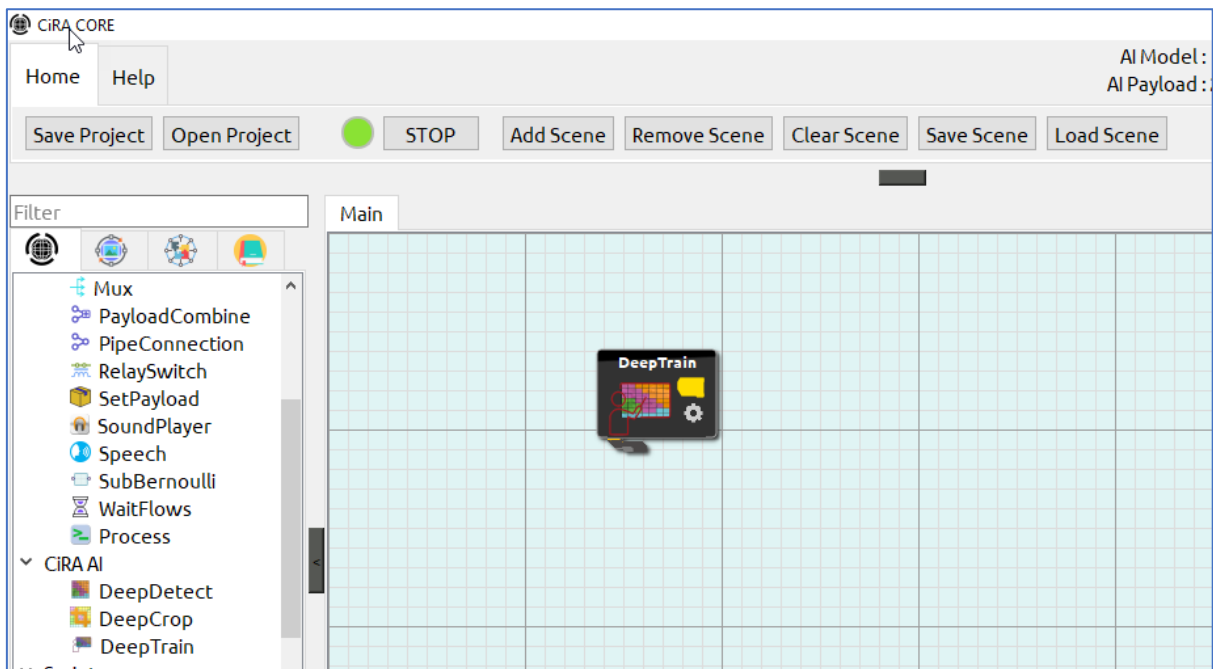 CiRA CORE
Home Help
AI Model :
AI Payload :
Save Project Open Project STOP Add Scene Remove Scene Clear Scene Save Scene Load Scene
Filter
Main
Mux
PayloadCombine
PipeConnection
RelaySwitch
SetPayload
SoundPlayer
Speech
SubBernoulli
WaitFlows
Process
CiRA AI
DeepDetect
DeepCrop
DeepTrain
DeepTrain